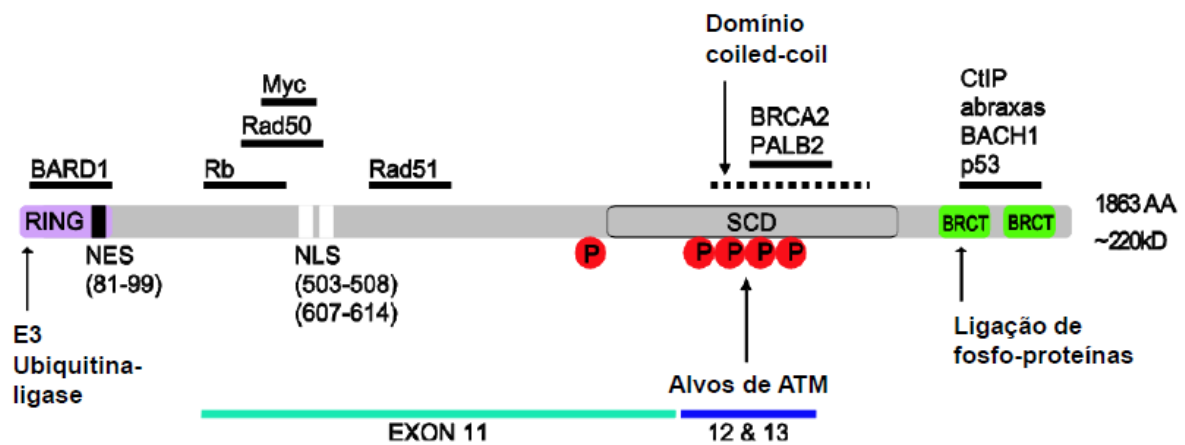 Domínio
coiled-coil
CtIP
abraxas
BACH1
p53
Myc
Rad50
BRCA2
PALB2
BARD1
Rb
Rad51
RING
SCD
BRCT
BRCT
1863 AA
~220kD
P
P
P
P
P
NES
(81-99)
NLS
(503-508)
(607-614)
E3
Ubiquitina-
ligase
Ligação de
fosfo-proteínas
Alvos de ATM
EXON 11
12 & 13